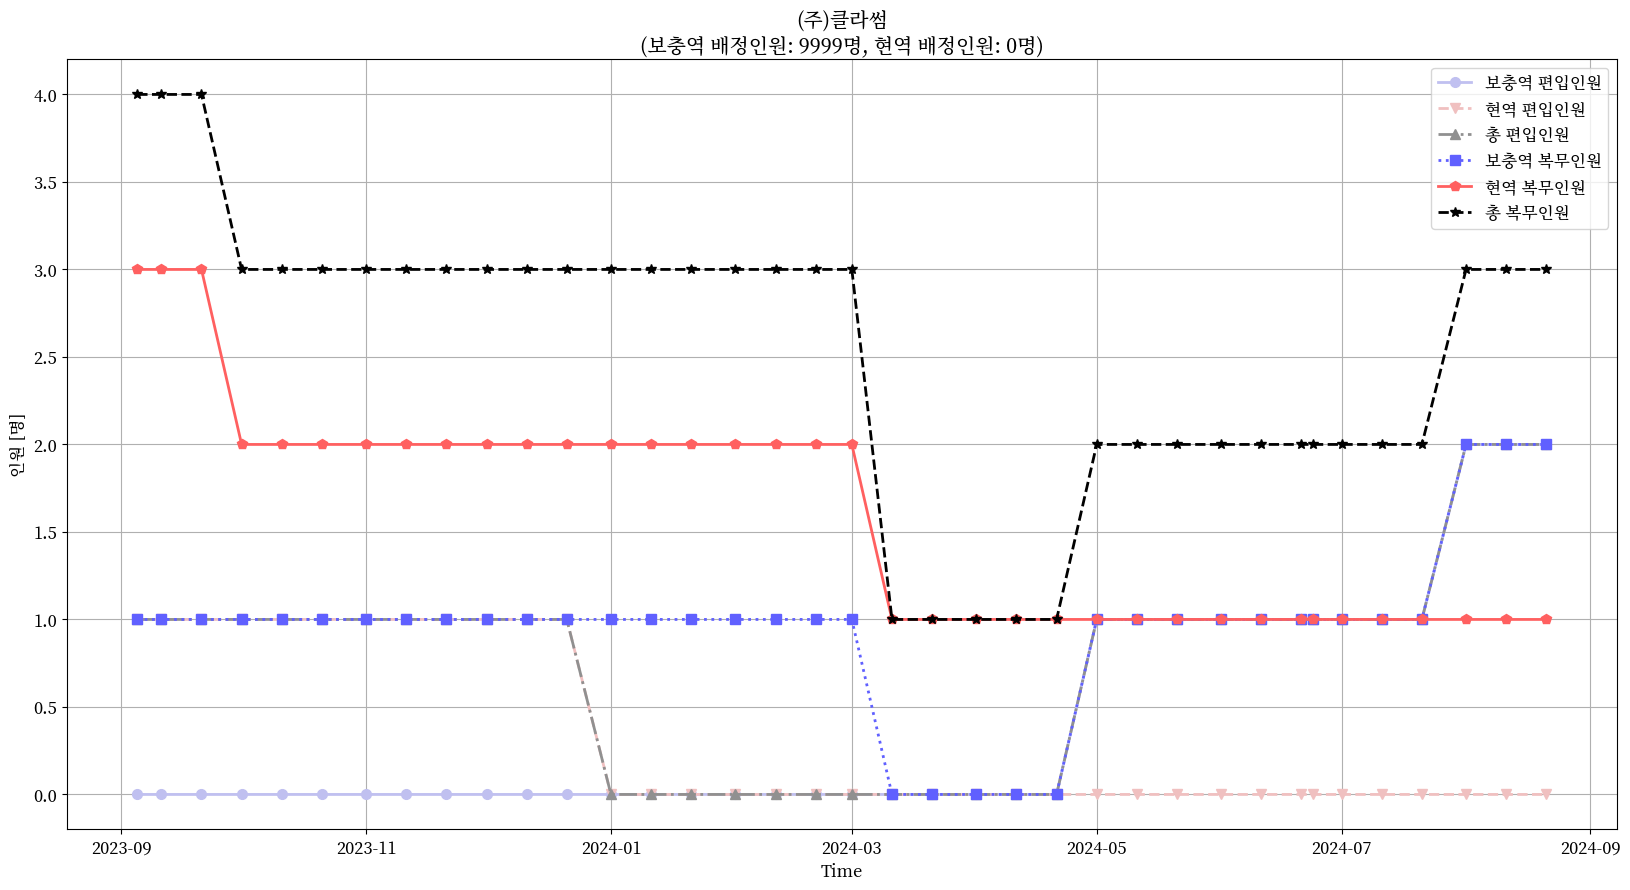 (주)클라썸
(보충역 배정인원: 9999명, 현역 배정인원: 0명)
보충역 편입인원
현역 편입인원
총 편입인원
보충역 복무인원
현역 복무인원
총 복무인원
4.0
3.5
3.0
2.5
2.0
1.5
1.0
0.5
0.0
인원 [명]
2023-09 2023-11 2024-01 2024-03 2024-05 2024-07 2024-09
Time